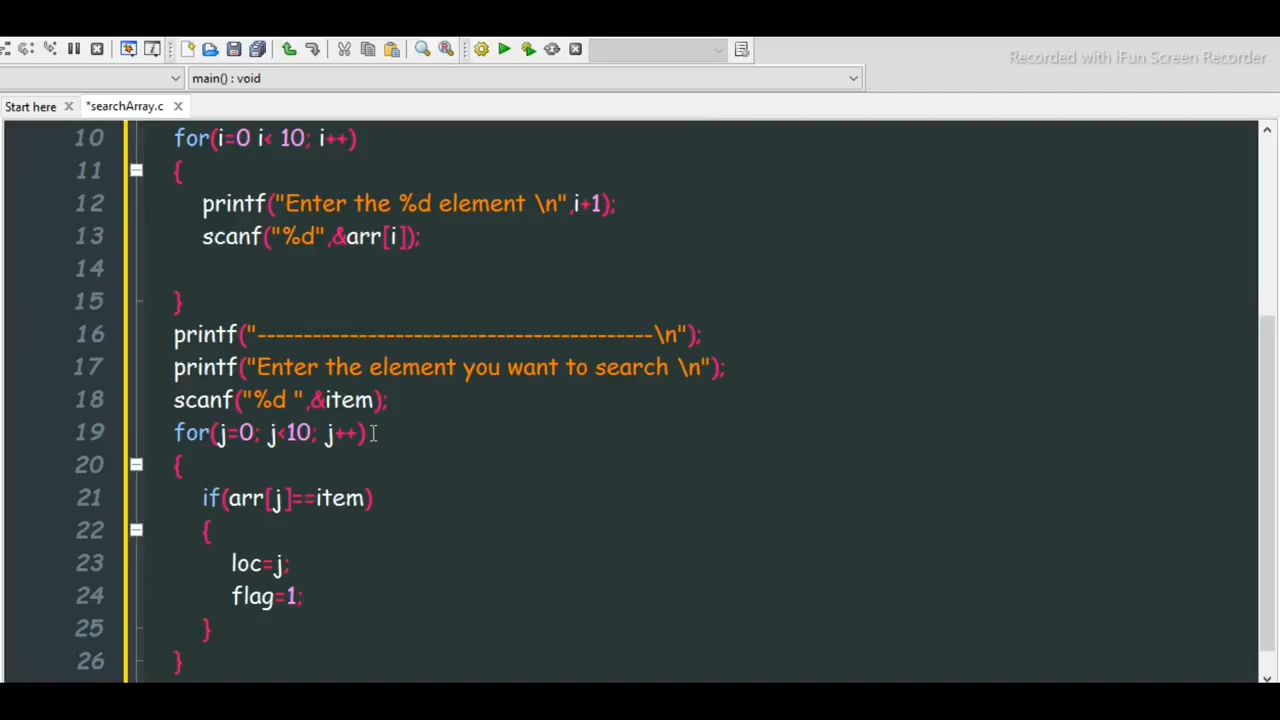 Recorded with iFun Screen Recorder
main() : void
Start here
*searchArray.c
10 for(i=0 i< 10; i++)
11 {
12 printf("Enter the %d element \n",i+1);
13 scanf("%d",&arr[i]);
14
15 }
16 printf("-------------------------------------------\n");
17 printf("Enter the element you want to search \n");
18 scanf("%d ",&item);
19 for(j=0; j<10; j++)
20 {
21 if(arr[j]==item)
22 {
23 loc=j;
24 flag=1;
25 }
26 }